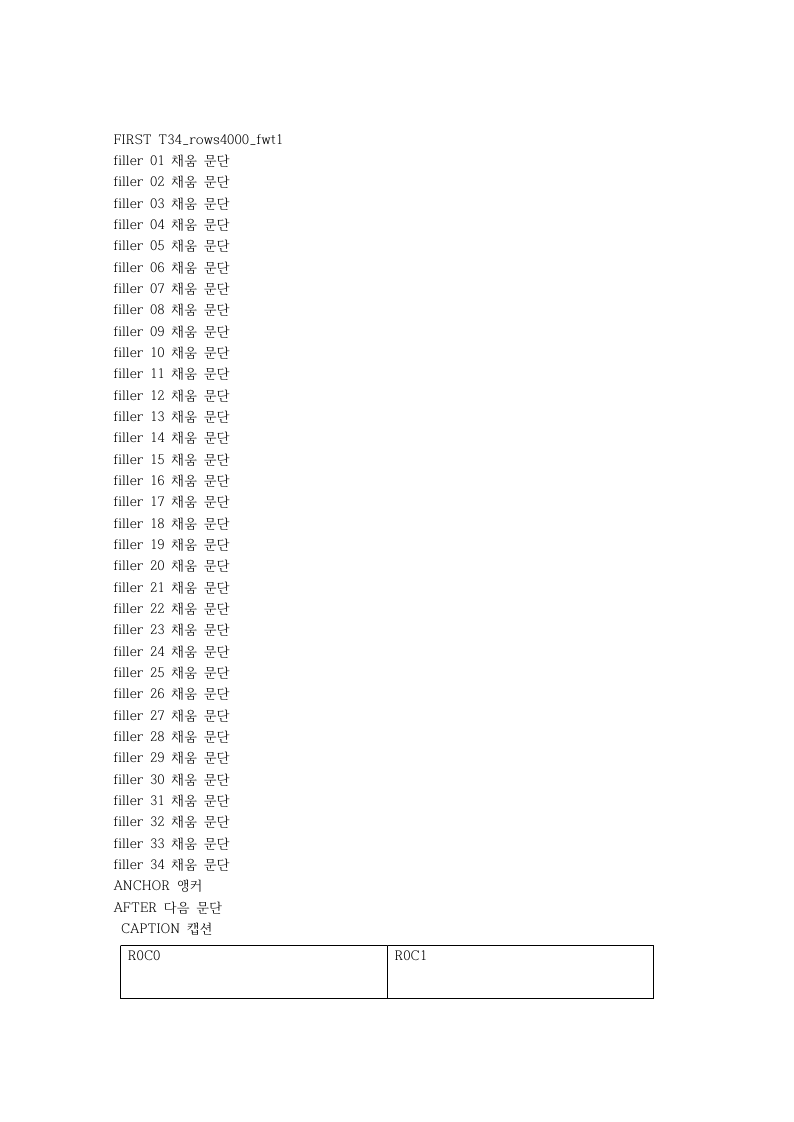 FIRST T34_rows4000_fwt1
filler 01 채움 문단
filler 02 채움 문단
filler 03 채움 문단
filler 04 채움 문단
filler 05 채움 문단
filler 06 채움 문단
filler 07 채움 문단
filler 08 채움 문단
filler 09 채움 문단
filler 10 채움 문단
filler 11 채움 문단
filler 12 채움 문단
filler 13 채움 문단
filler 14 채움 문단
filler 15 채움 문단
filler 16 채움 문단
filler 17 채움 문단
filler 18 채움 문단
filler 19 채움 문단
filler 20 채움 문단
filler 21 채움 문단
filler 22 채움 문단
filler 23 채움 문단
filler 24 채움 문단
filler 25 채움 문단
filler 26 채움 문단
filler 27 채움 문단
filler 28 채움 문단
filler 29 채움 문단
filler 30 채움 문단
filler 31 채움 문단
filler 32 채움 문단
filler 33 채움 문단
filler 34 채움 문단
ANCHOR 앵커
AFTER 다음 문단
CAPTION 캡션
R0C0 R0C1